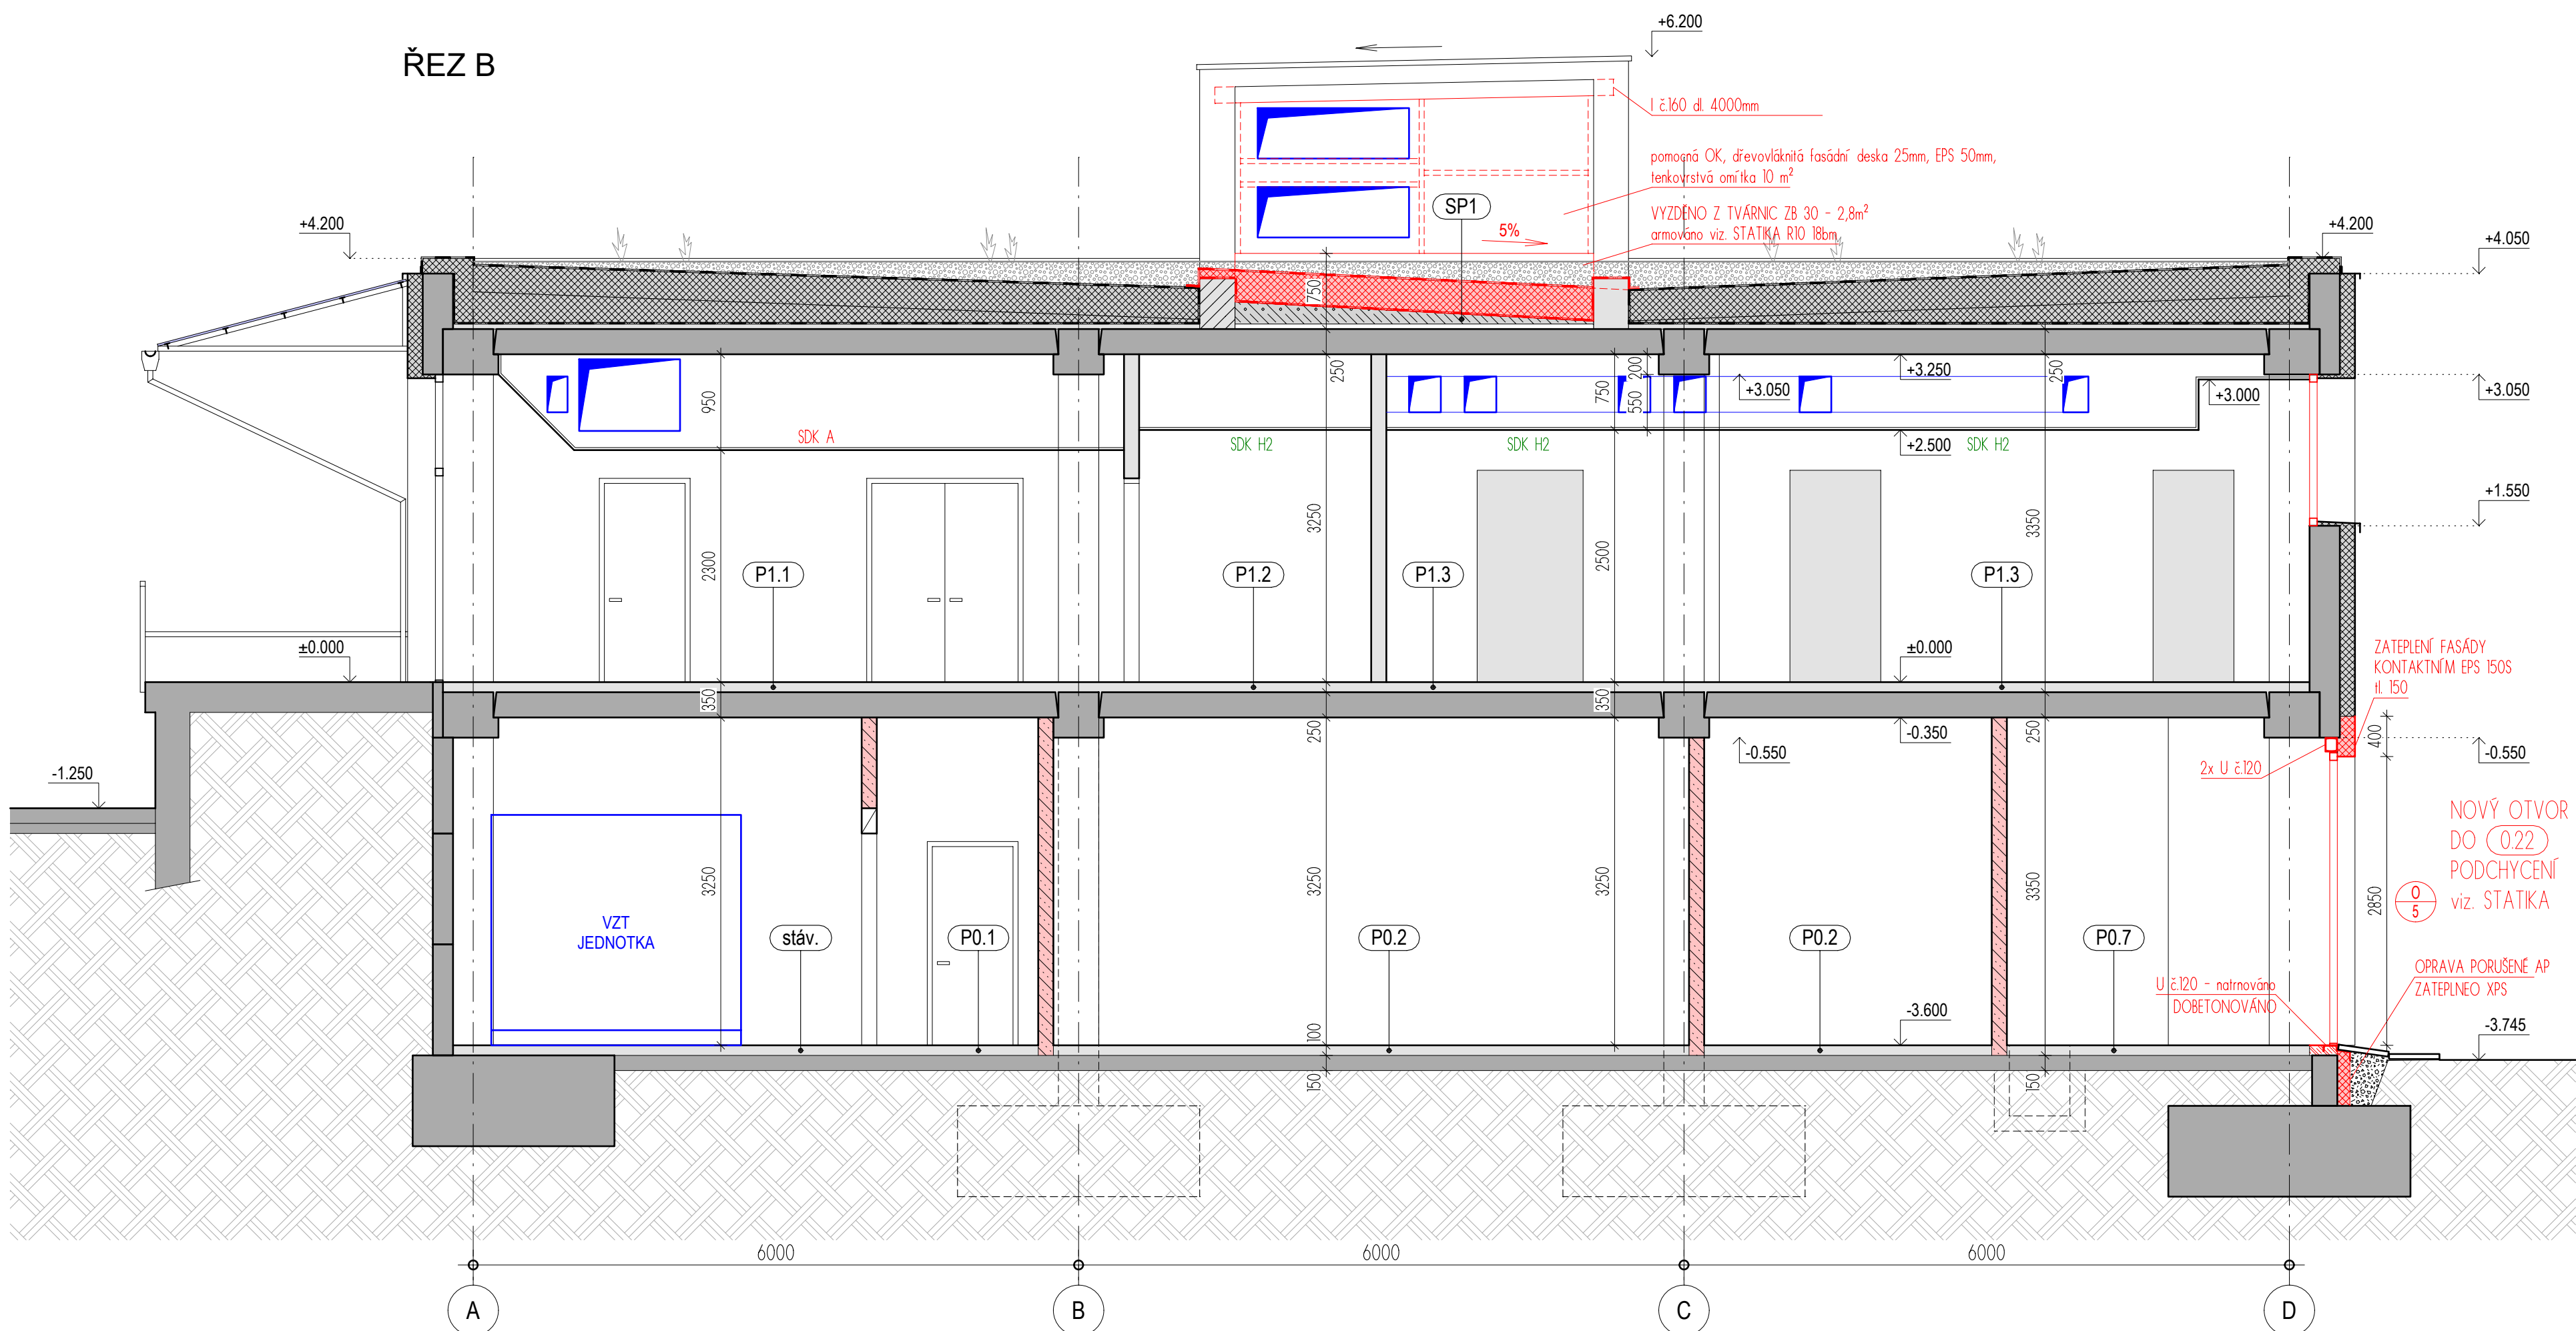 ŘEZ B
+6.200
I č.160 dl. 4000mm
pomocná OK, dřevovláknitá fasádní deska 25mm, EPS 50mm,
tenkovrstvá omítka 10 m²
SP1
VYZDĚNO Z TVÁRNIC ZB 30 - 2,8m²
armováno viz. STATIKA R10 18bm
5%
+4.200
+4.200
+4.050
750
250
950
750
200
550
250
+3.250
+3.050
+3.000
+3.050
SDK A
SDK H2
SDK H2
SDK H2
+2.500
+1.550
3250
3350
2300
2500
P1.1
P1.2
P1.3
P1.3
±0.000
±0.000
ZATEPLENÍ FASÁDY
KONTAKTNÍM EPS 150S
tl. 150
350
350
250
250
-0.350
-0.550
400
-0.550
-1.250
2x U č.120
NOVÝ OTVOR
DO 0.22
PODCHYCENÍ
viz. STATIKA
O
5
2850
3250
3250
3250
3350
VZT
JEDNOTKA
stáv.
P0.1
P0.2
P0.2
P0.7
OPRAVA PORUŠENÉ AP
ZATEPLNEO XPS
U č.120 - natrnováno
DOBETONOVÁNO
-3.600
-3.745
100
150
150
6000
6000
6000
A
B
C
D